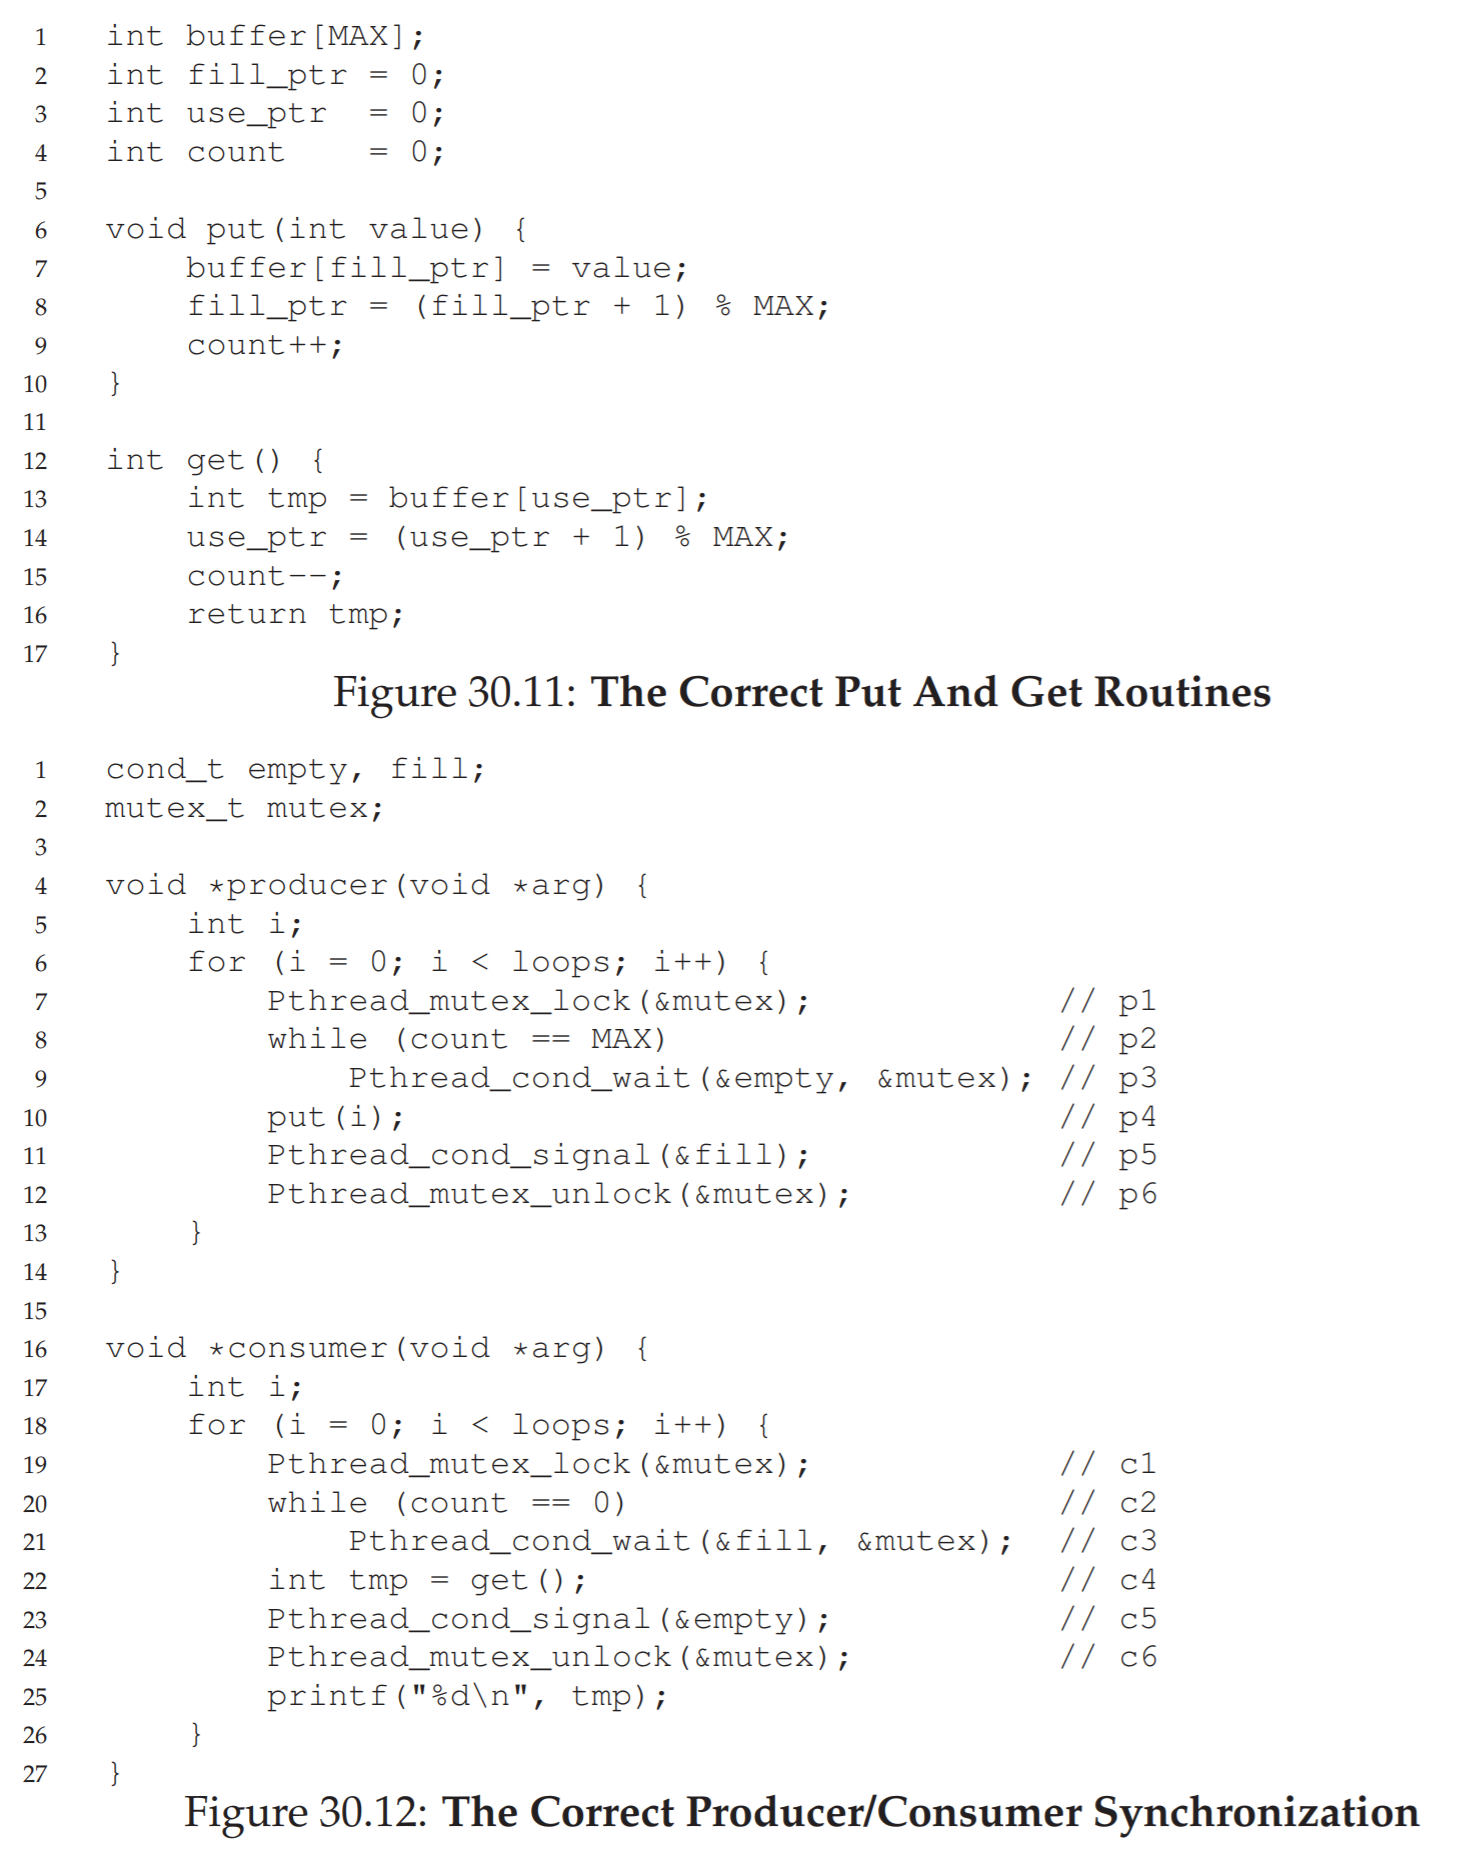 1 int buffer[MAX];
2 int fill_ptr = 0;
3 int use_ptr  = 0;
4 int count    = 0;
5
6 void put(int value) {
7     buffer[fill_ptr] = value;
8     fill_ptr = (fill_ptr + 1) % MAX;
9     count++;
10 }
11
12 int get() {
13     int tmp = buffer[use_ptr];
14     use_ptr = (use_ptr + 1) % MAX;
15     count--;
16     return tmp;
17 }
Figure 30.11: The Correct Put And Get Routines
1 cond_t empty, fill;
2 mutex_t mutex;
3
4 void *producer(void *arg) {
5     int i;
6     for (i = 0; i < loops; i++) {
7         Pthread_mutex_lock(&mutex);            // p1
8         while (count == MAX)                   // p2
9             Pthread_cond_wait(&empty, &mutex); // p3
10         put(i);                                // p4
11         Pthread_cond_signal(&fill);            // p5
12         Pthread_mutex_unlock(&mutex);          // p6
13     }
14 }
15
16 void *consumer(void *arg) {
17     int i;
18     for (i = 0; i < loops; i++) {
19         Pthread_mutex_lock(&mutex);            // c1
20         while (count == 0)                     // c2
21             Pthread_cond_wait(&fill, &mutex);  // c3
22         int tmp = get();                       // c4
23         Pthread_cond_signal(&empty);           // c5
24         Pthread_mutex_unlock(&mutex);          // c6
25         printf("%d\n", tmp);
26     }
27 }
Figure 30.12: The Correct Producer/Consumer Synchronization